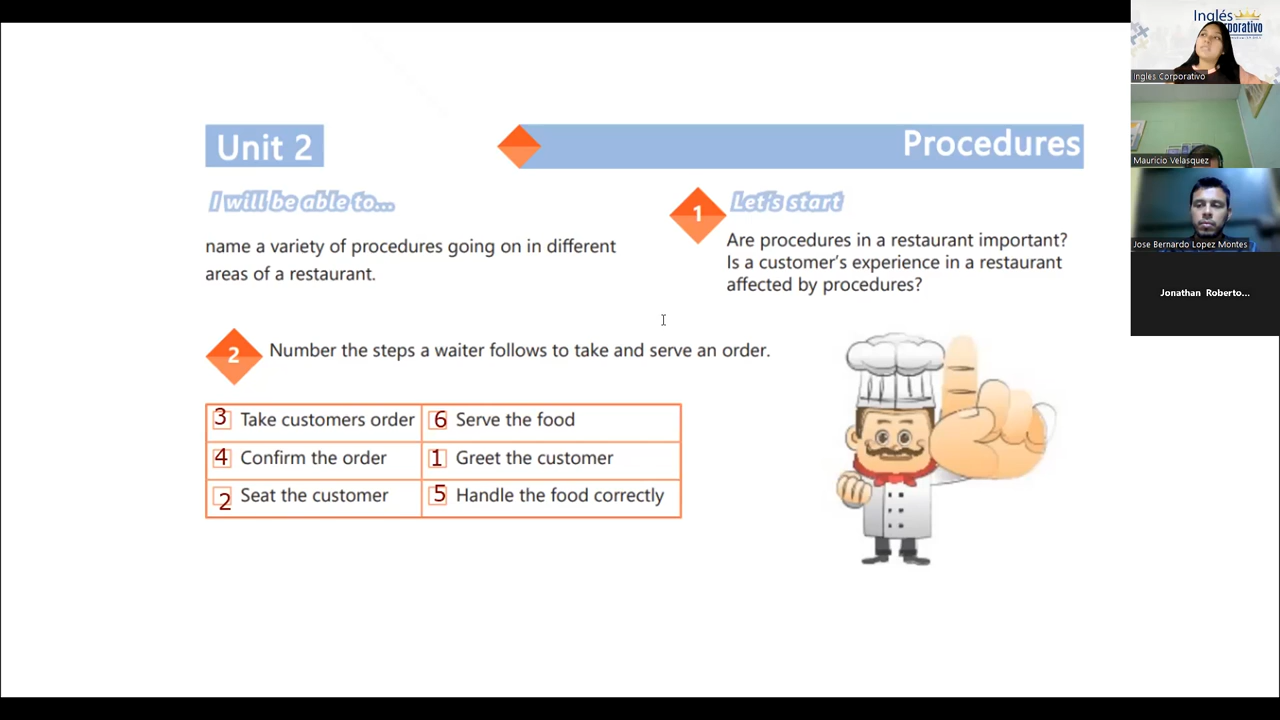 Unit 2
Procedures
I will be able to...
name a variety of procedures going on in different
areas of a restaurant.
1
Let's start
Are procedures in a restaurant important?
Is a customer's experience in a restaurant
affected by procedures?
2
Number the steps a waiter follows to take and serve an order.
3 Take customers order
6 Serve the food
4 Confirm the order
1 Greet the customer
2 Seat the customer
5 Handle the food correctly
Inglés
Ingles Corporativo
Mauricio Velasquez
Jose Bernardo Lopez Montes
Jonathan Roberto...